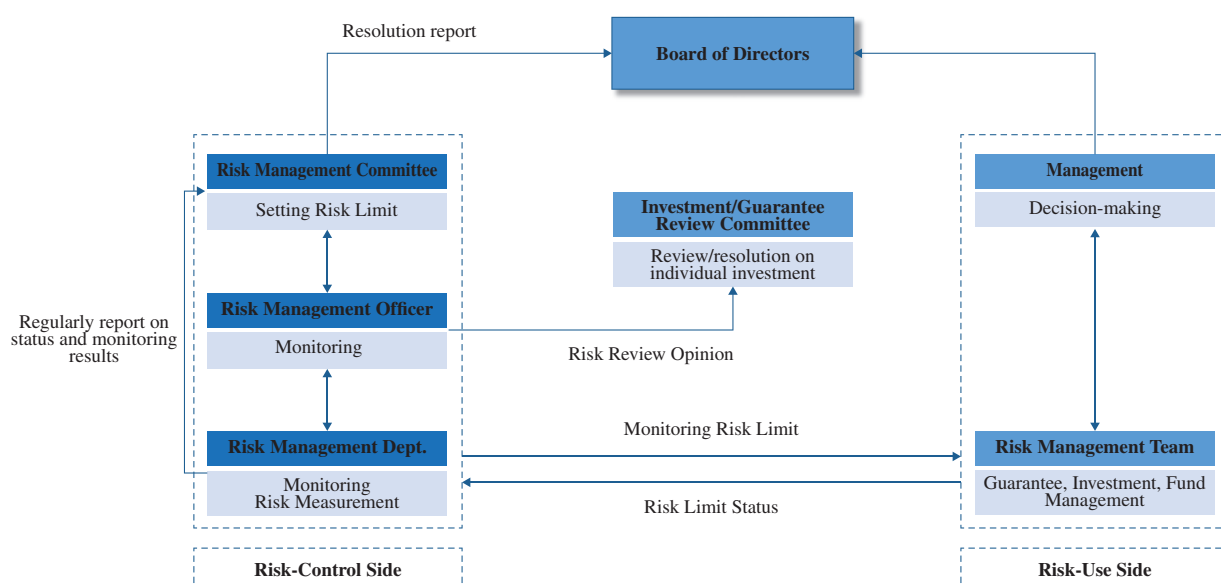 Resolution report
Board of Directors
Risk Management Committee
Setting Risk Limit
Risk Management Officer
Monitoring
Risk Management Dept.
Monitoring
Risk Measurement
Regularly report on
status and monitoring
results
Investment/Guarantee
Review Committee
Review/resolution on
individual investment
Risk Review Opinion
Monitoring Risk Limit
Risk Limit Status
Management
Decision-making
Risk Management Team
Guarantee, Investment, Fund
Management
Risk-Control Side
Risk-Use Side